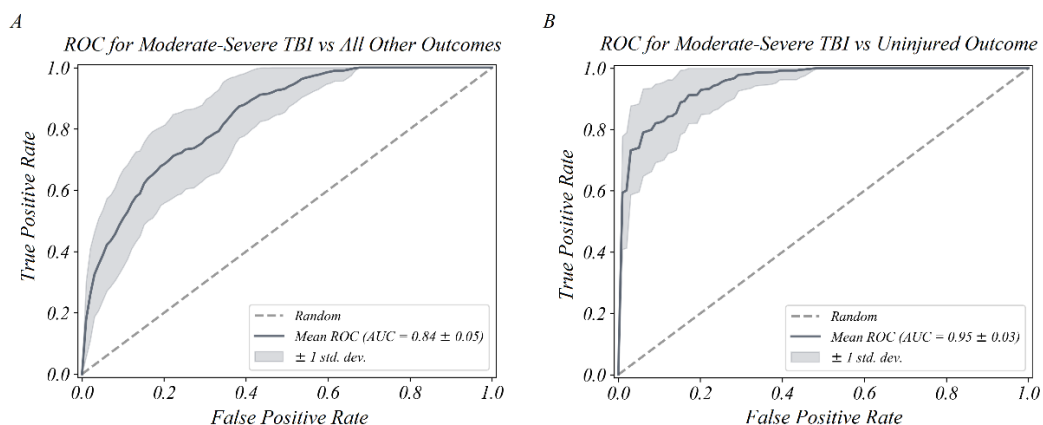 A
ROC for Moderate-Severe TBI vs All Other Outcomes
1.0
0.8
0.6
0.4
0.2
0.0
True Positive Rate
Random
Mean ROC (AUC = 0.84 ± 0.05)
± 1 std. dev.
0.0 0.2 0.4 0.6 0.8 1.0
False Positive Rate
B
ROC for Moderate-Severe TBI vs Uninjured Outcome
1.0
0.8
0.6
0.4
0.2
0.0
True Positive Rate
Random
Mean ROC (AUC = 0.95 ± 0.03)
± 1 std. dev.
0.0 0.2 0.4 0.6 0.8 1.0
False Positive Rate